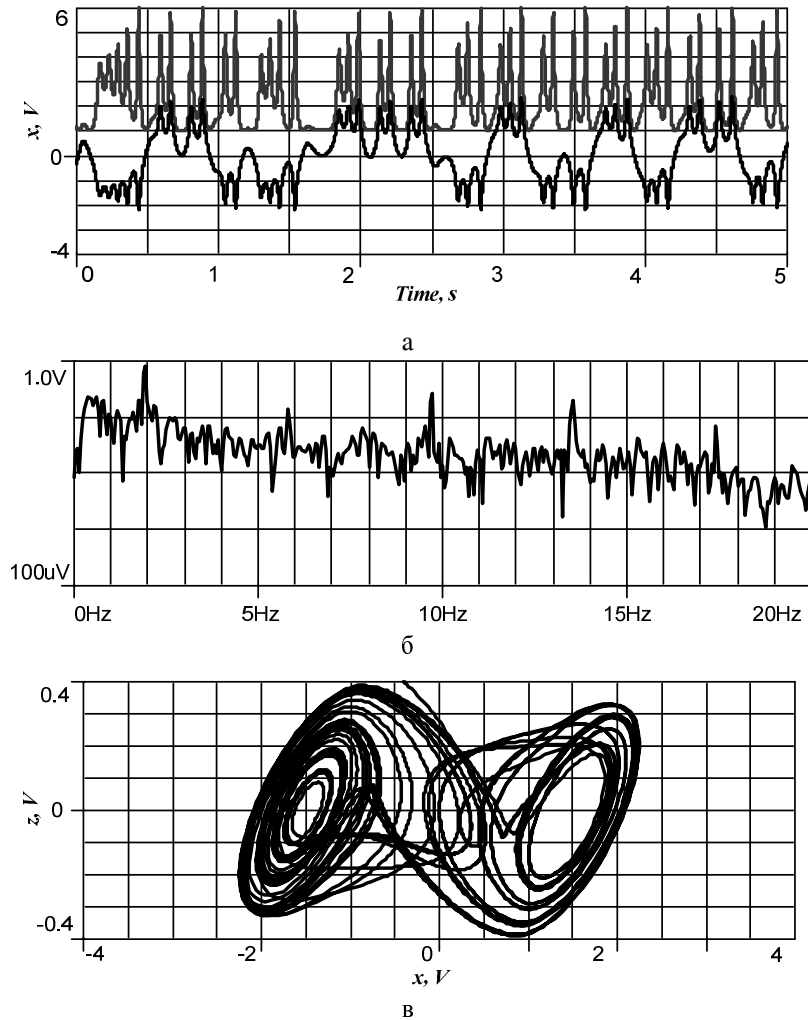 6
x, V
0
-4
0 1 2 3 4 5
Time, s
а
1.0V
100uV
0Hz 5Hz 10Hz 15Hz 20Hz
б
0.4
z, V
0
-0.4
-4 -2 0 2 4
x, V
в